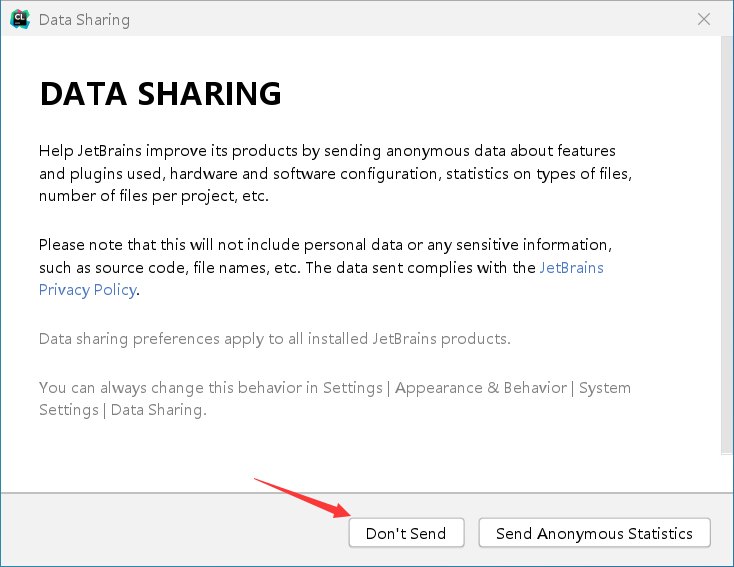 CL
Data Sharing
DATA SHARING
Help JetBrains improve its products by sending anonymous data about features
and plugins used, hardware and software configuration, statistics on types of files,
number of files per project, etc.
Please note that this will not include personal data or any sensitive information,
such as source code, file names, etc. The data sent complies with the JetBrains
Privacy Policy.
Data sharing preferences apply to all installed JetBrains products.
You can always change this behavior in Settings | Appearance & Behavior | System
Settings | Data Sharing.
Don't Send
Send Anonymous Statistics